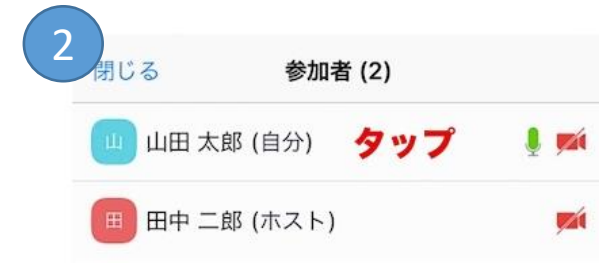 2
閉じる 参加者 (2)
山 山田 太郎 (自分) タップ
田 田中 二郎 (ホスト)